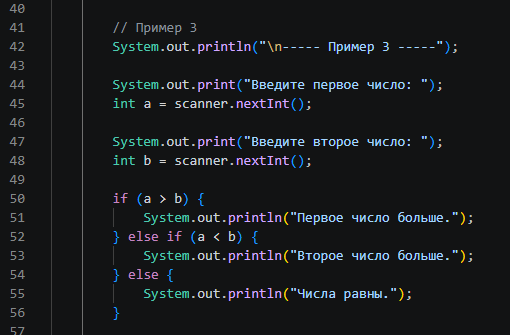 40
41 // Пример 3
42 System.out.println("\n----- Пример 3 -----");
43
44 System.out.print("Введите первое число: ");
45 int a = scanner.nextInt();
46
47 System.out.print("Введите второе число: ");
48 int b = scanner.nextInt();
49
50 if (a > b) {
51 System.out.println("Первое число больше.");
52 } else if (a < b) {
53 System.out.println("Второе число больше.");
54 } else {
55 System.out.println("Числа равны.");
56 }
57